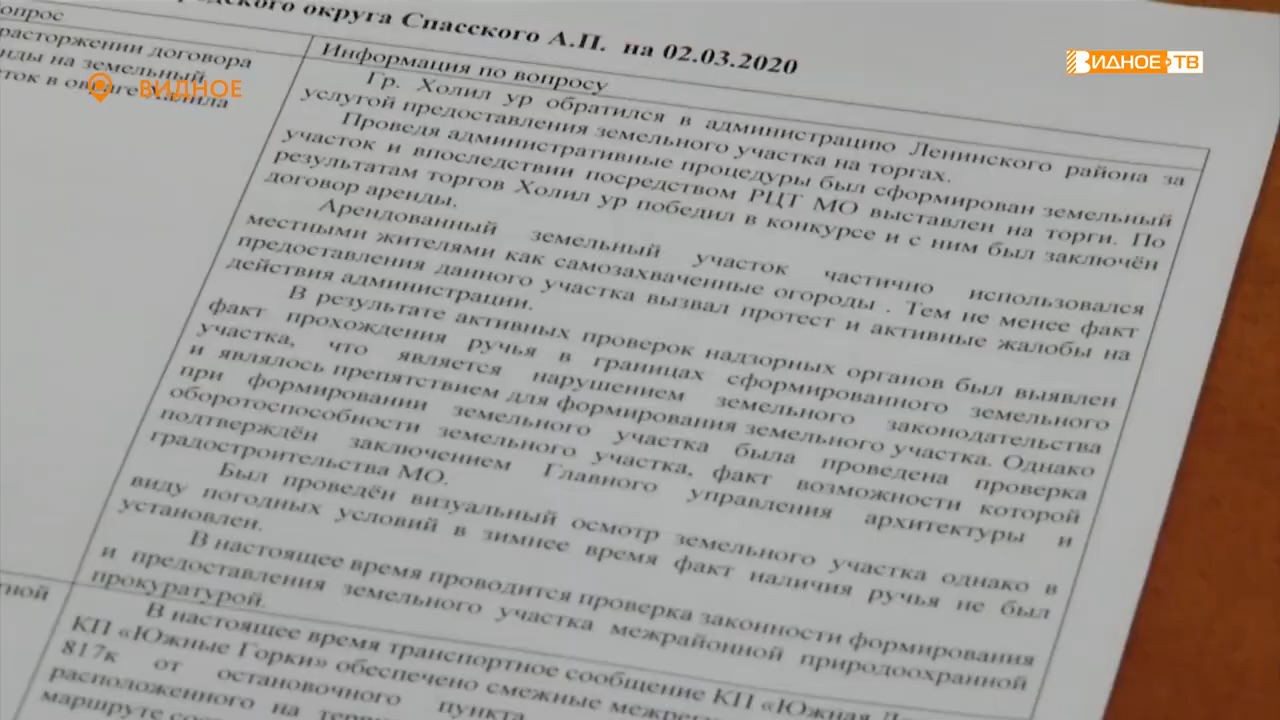 родского округа Спасского А.П. на 02.03.2020
ВИДНОЕ ТВ
ВИДНОЕ
опрос
расторжении договора
нды на земельный
Информация по вопросу
Гр. Холил ур обратился в администрацию Ленинского района за
услугой предоставления земельного участка на торгах.
Проведя административные процедуры был сформирован земельный
участок и впоследствии посредством РЦТ МО выставлен на торги. По
результатам торгов Холил ур победил в конкурсе и с ним был заключён
договор аренды.
Арендованный земельный участок частично использовался
местными жителями как самозахваченные огороды . Тем не менее факт
предоставления данного участка вызвал протест и активные жалобы на
действия администрации.
В результате активных проверок надзорных органов был выявлен
факт прохождения ручья в границах сформированного земельного
участка, что является нарушением земельного законодательства
и являлось препятствием для формирования земельного участка. Однако
при формировании земельного участка была проведена проверка
оборотоспособности земельного участка, факт возможности которой
подтверждён заключением Главного управления архитектуры и
градостроительства МО.
Был проведён визуальный осмотр земельного участка однако в
виду погодных условий в зимнее время факт наличия ручья не был
установлен.
В настоящее время проводится проверка законности формирования
и предоставления земельного участка межрайонной природоохранной
прокуратурой.
тной
В настоящее время транспортное сообщение КП «Южная
КП «Южные Горки» обеспечено смежные
817к от остановочного пункта
расположенного на
маршруте